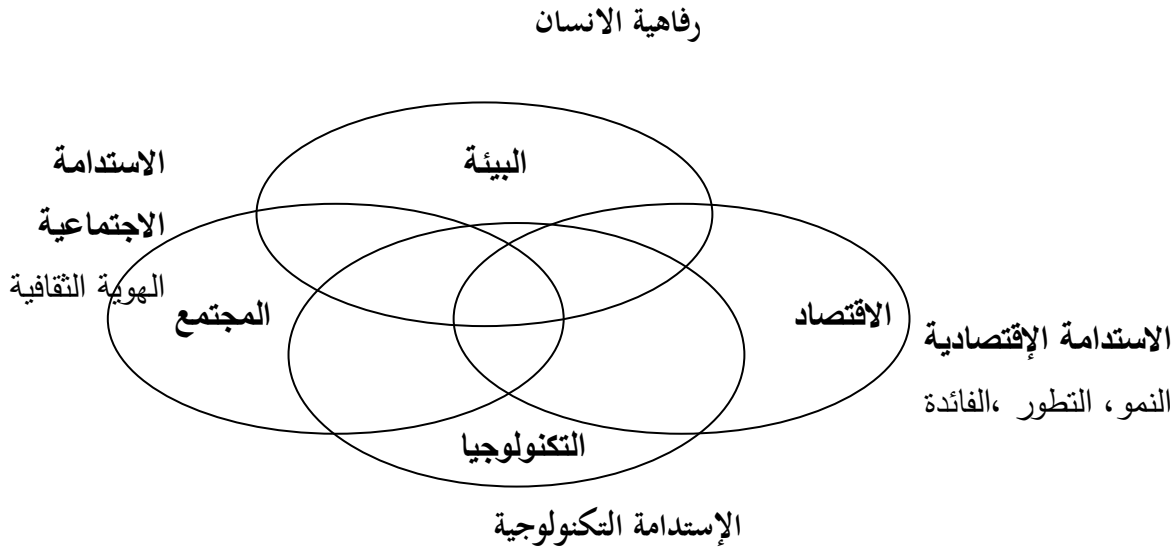 رفاهية الانسان
البيئة
الاستدامة
الاجتماعية
الهوية الثقافية
المجتمع
الاقتصاد
الاستدامة الإقتصادية
النمو، التطور ،الفائدة
التكنولوجيا
الإستدامة التكنولوجية